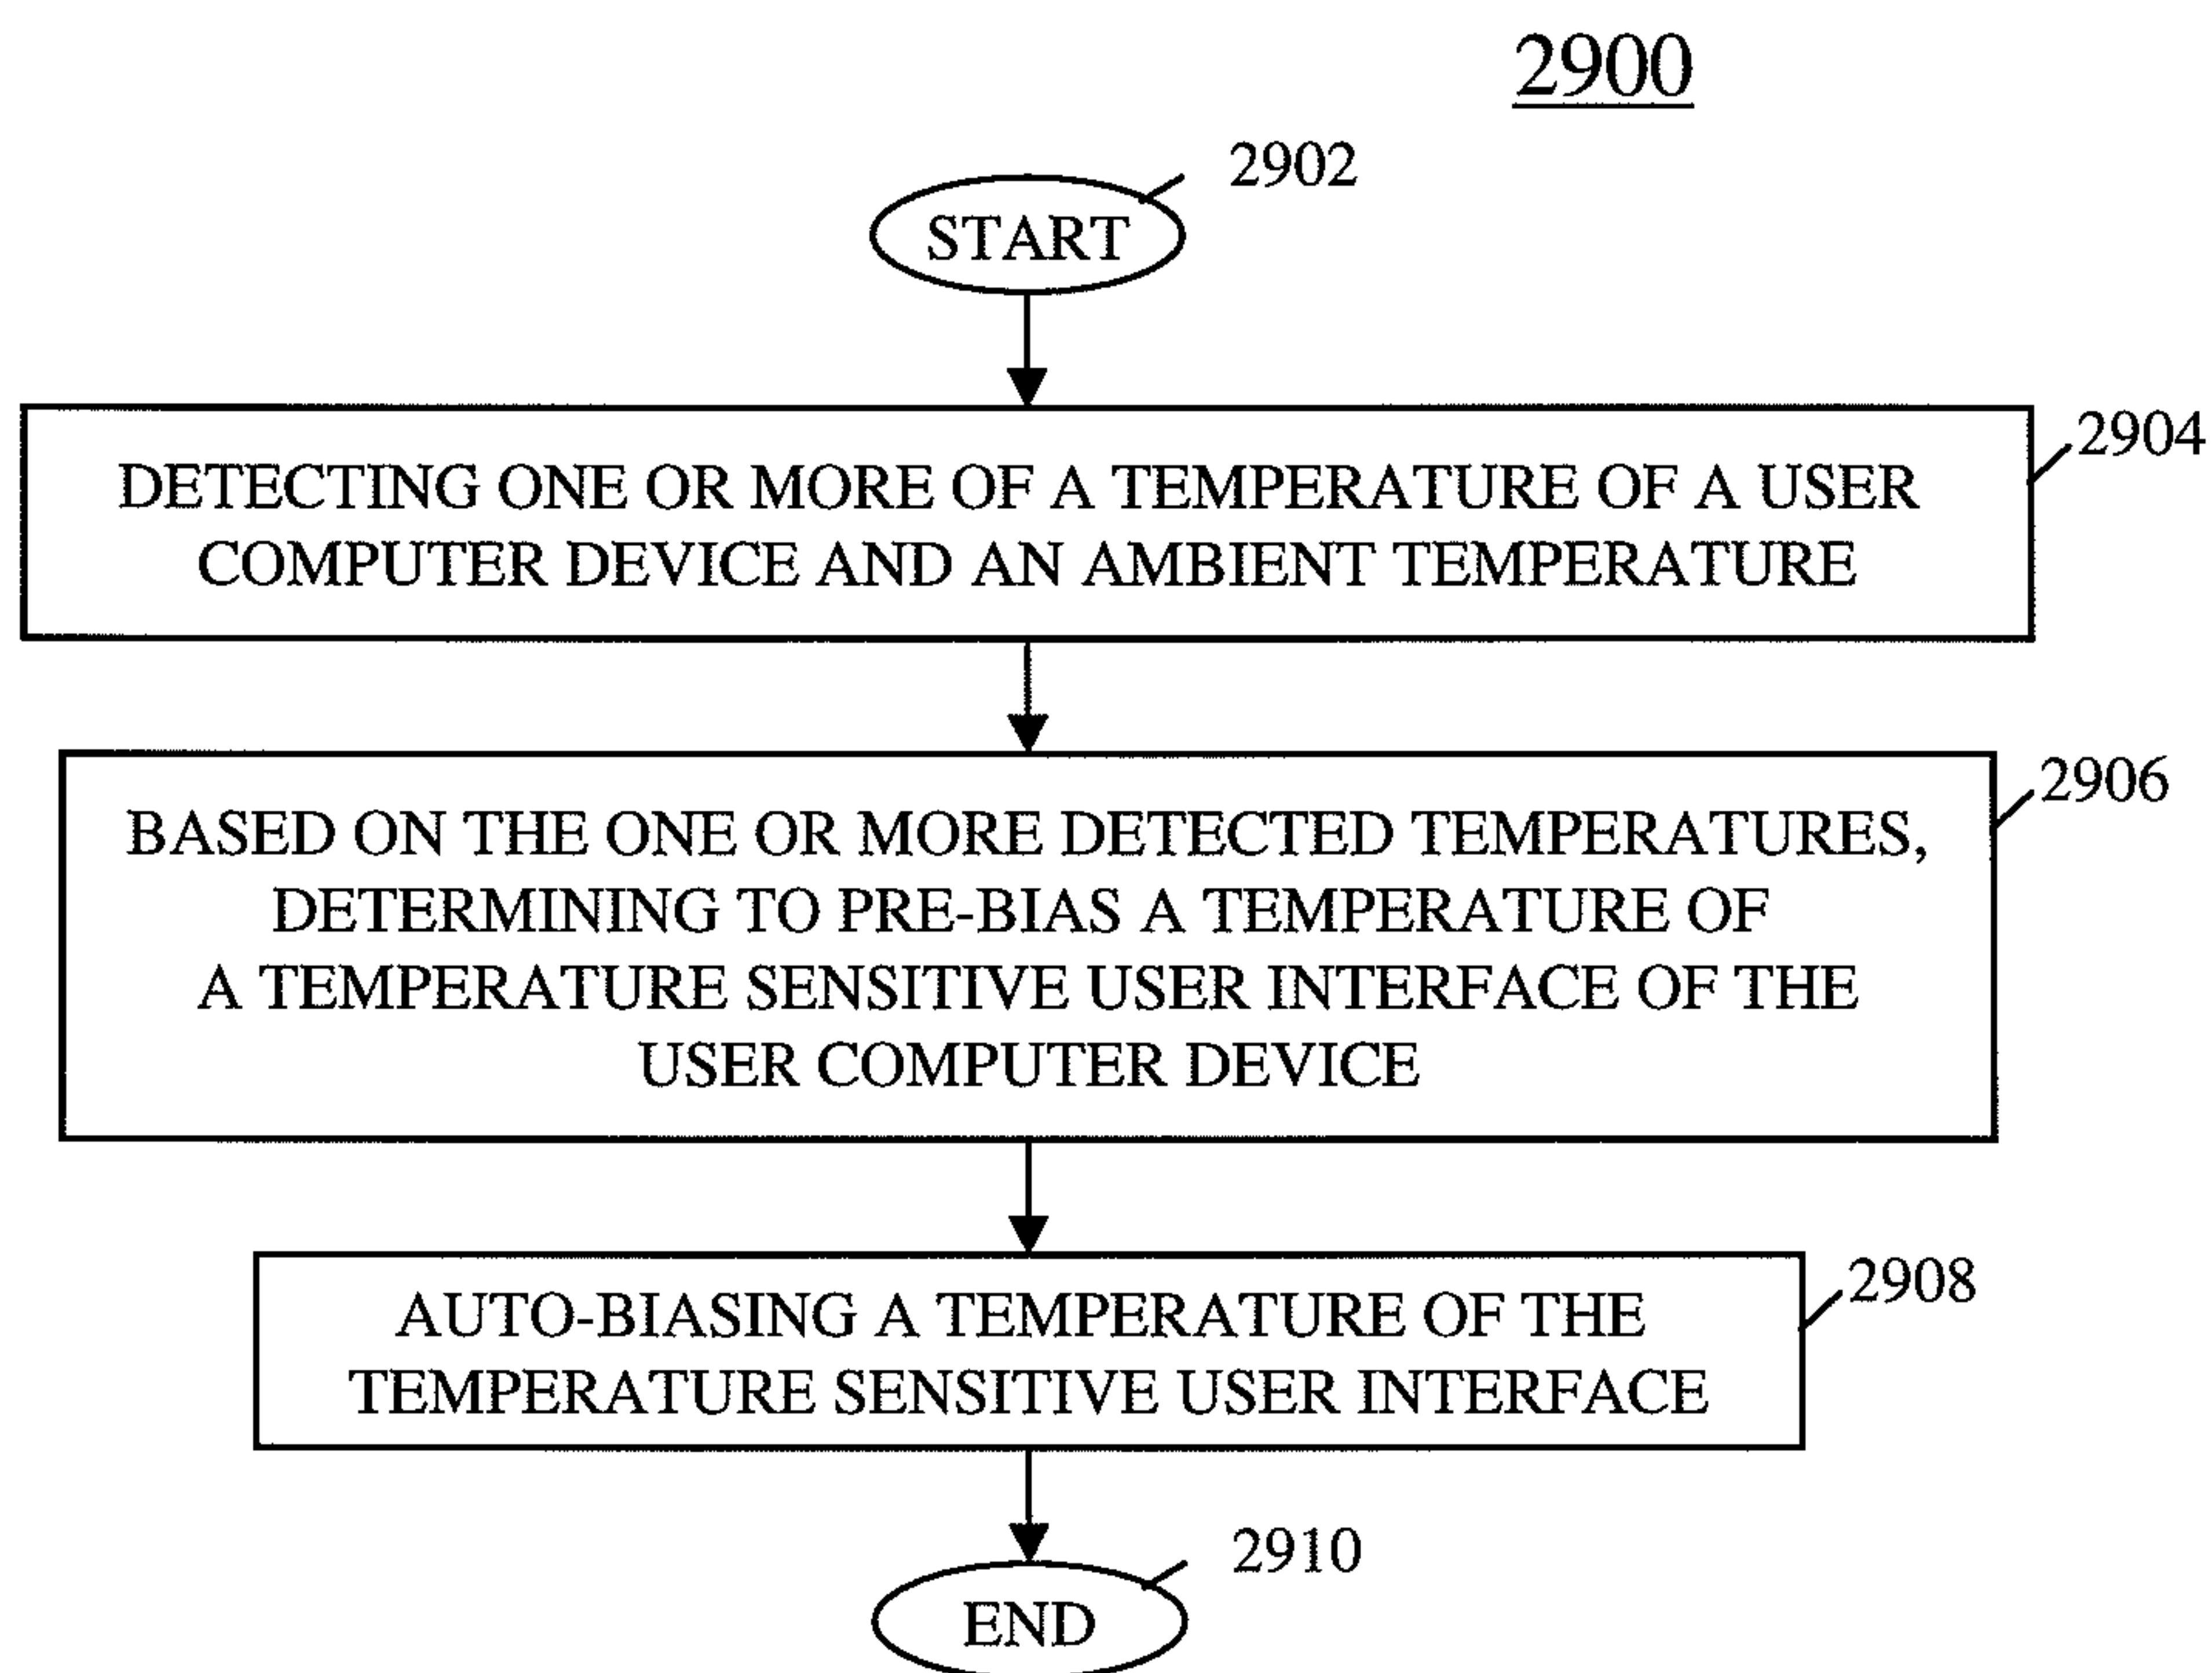 2900
2902
START
2904
DETECTING ONE OR MORE OF A TEMPERATURE OF A USER
COMPUTER DEVICE AND AN AMBIENT TEMPERATURE
2906
BASED ON THE ONE OR MORE DETECTED TEMPERATURES,
DETERMINING TO PRE-BIAS A TEMPERATURE OF
A TEMPERATURE SENSITIVE USER INTERFACE OF THE
USER COMPUTER DEVICE
2908
AUTO-BIASING A TEMPERATURE OF THE
TEMPERATURE SENSITIVE USER INTERFACE
2910
END